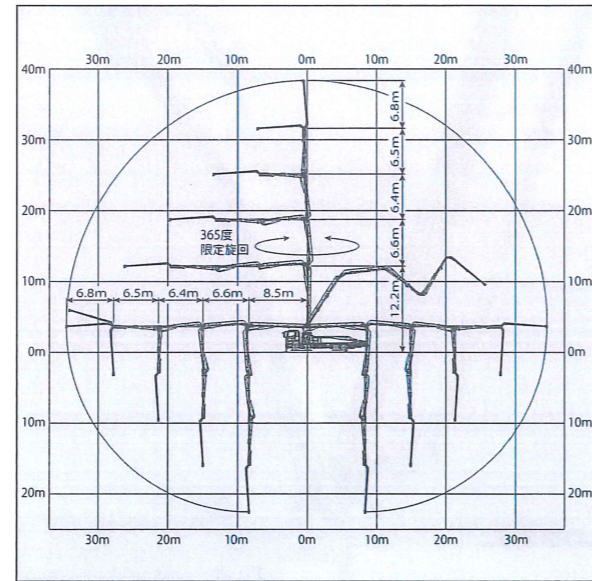 30m 20m 10m 0m 10m 20m 30m
40m 40m
6.8m
30m 30m
6.5m
6.4m
20m 20m
365度
限定旋回
6.6m
10m 10m
12.2m
6.8m 6.5m 6.4m 6.6m 8.5m
0m 0m
10m 10m
20m 20m
30m 20m 10m 0m 10m 20m 30m